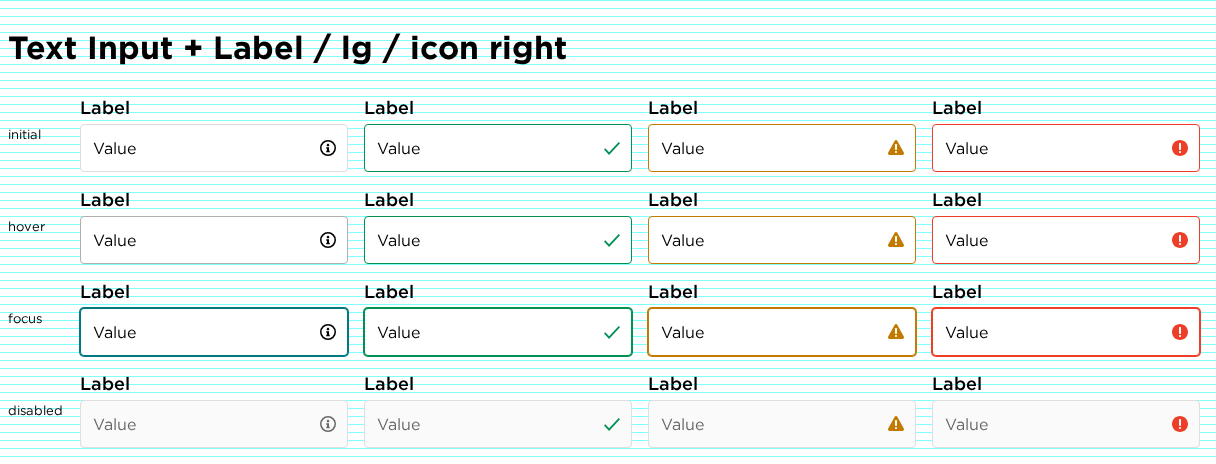 Text Input + Label / lg / icon right
Label Label Label Label
initial Value Value Value Value
Label Label Label Label
hover Value Value Value Value
Label Label Label Label
focus Value Value Value Value
Label Label Label Label
disabled Value Value Value Value